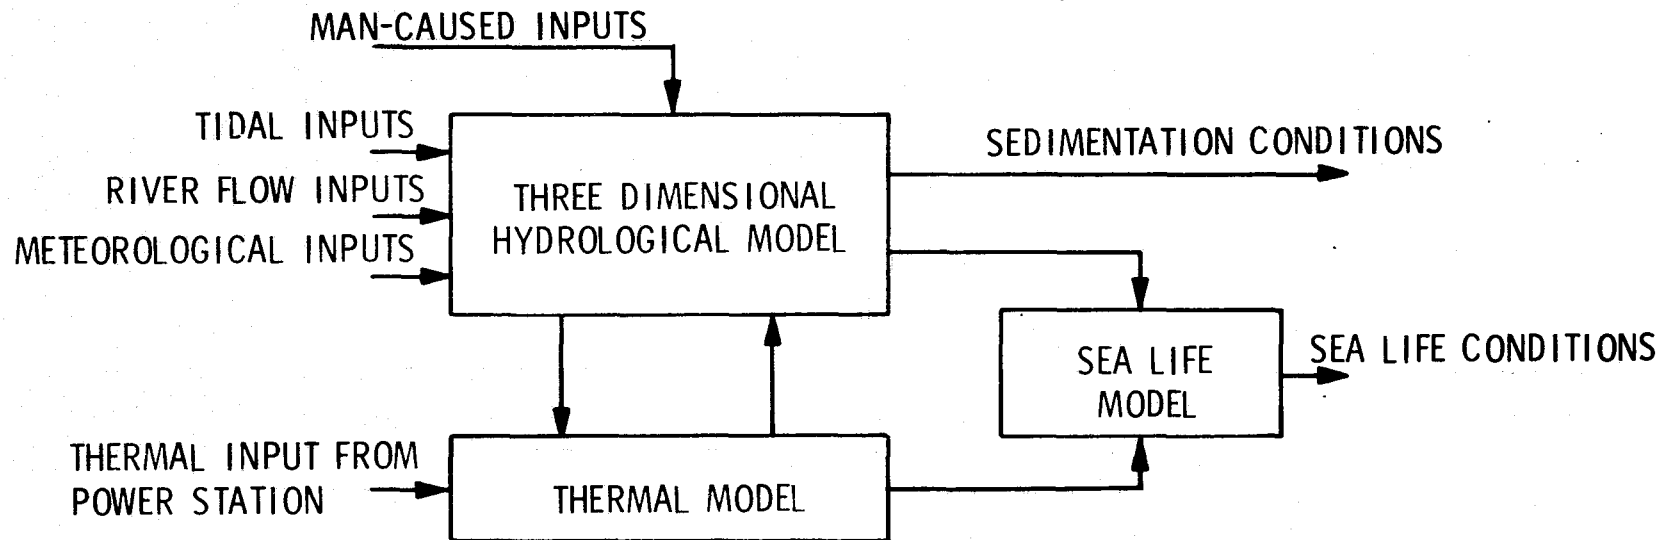 MAN-CAUSED INPUTS
TIDAL INPUTS
RIVER FLOW INPUTS
METEOROLOGICAL INPUTS
THREE DIMENSIONAL
HYDROLOGICAL MODEL
SEDIMENTATION CONDITIONS
SEA LIFE
MODEL
SEA LIFE CONDITIONS
THERMAL INPUT FROM
POWER STATION
THERMAL MODEL